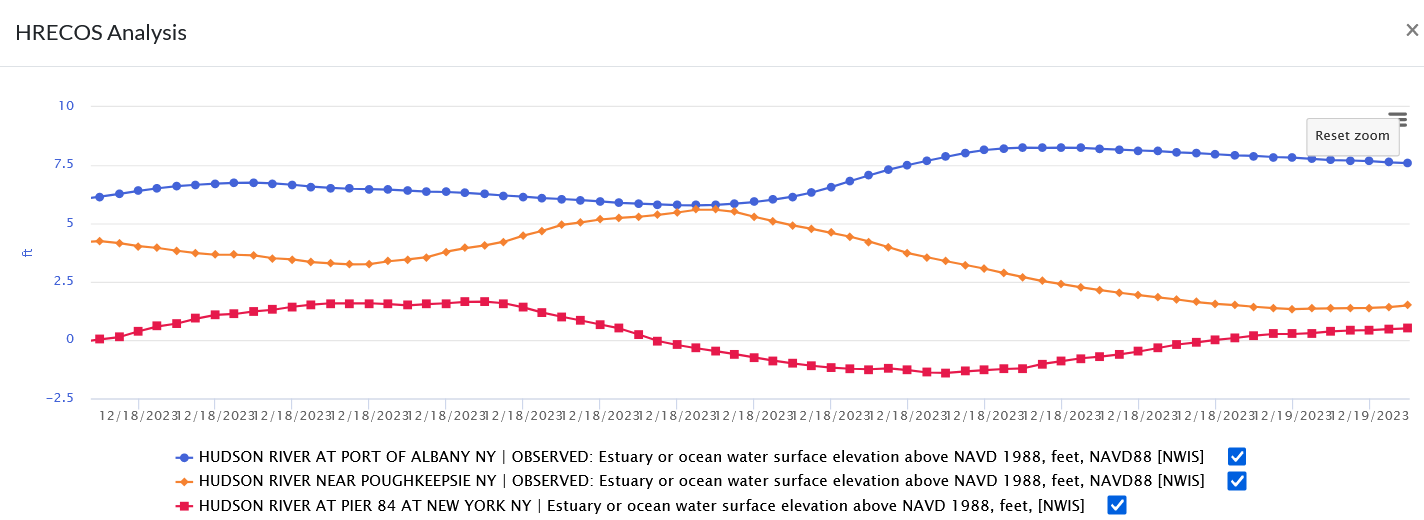 HRECOS Analysis
×
10
Reset zoom
7.5
5
ft
2.5
0
−2.5
12/18/2023 12/18/2023 12/18/2023 12/18/2023 12/18/2023 12/18/2023 12/18/2023 12/18/2023 12/18/2023 12/18/2023 12/18/2023 12/18/2023 12/18/2023 12/18/2023 12/18/2023 12/19/2023 12/19/2023
HUDSON RIVER AT PORT OF ALBANY NY | OBSERVED: Estuary or ocean water surface elevation above NAVD 1988, feet, NAVD88 [NWIS]
HUDSON RIVER NEAR POUGHKEEPSIE NY | OBSERVED: Estuary or ocean water surface elevation above NAVD 1988, feet, NAVD88 [NWIS]
HUDSON RIVER AT PIER 84 AT NEW YORK NY | Estuary or ocean water surface elevation above NAVD 1988, feet, [NWIS]